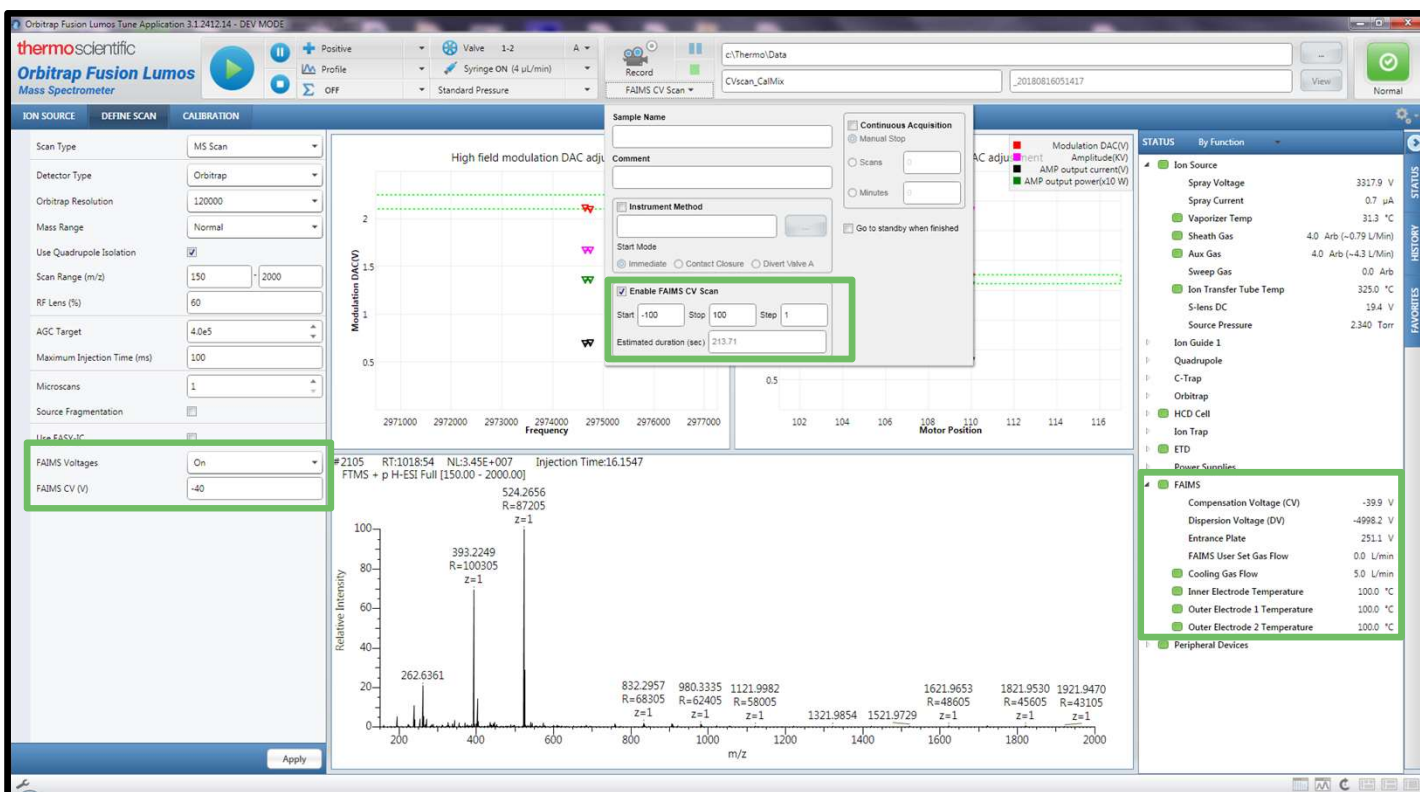 Orbitrap Fusion Lumos Tune Application 3.1.2412.14 - DEV MODE
thermoscientific
Orbitrap Fusion Lumos
Mass Spectrometer
Positive
Profile
OFF
Valve 1-2 A
Syringe ON (4 µL/min)
Standard Pressure
Record
FAIMS CV Scan
c:\Thermo\Data
...
CVscan_CalMix
_20180816051417
View
Normal
ION SOURCE DEFINE SCAN CALIBRATION
Scan Type MS Scan
Detector Type Orbitrap
Orbitrap Resolution 120000
Mass Range Normal
Use Quadrupole Isolation
Scan Range (m/z) 150 - 2000
RF Lens (%) 60
AGC Target 4.0e5
Maximum Injection Time (ms) 100
Microscans 1
Source Fragmentation
Use EASY-IC
FAIMS Voltages On
FAIMS CV (V) -40
Apply
High field modulation DAC adju
Modulation DAC(V)
2
1.5
1
0.5
2971000 2972000 2973000 2974000 2975000 2976000 2977000
Frequency
Sample Name
Comment
Instrument Method
...
Start Mode
Immediate Contact Closure Divert Valve A
Enable FAIMS CV Scan
Start -100 Stop 100 Step 1
Estimated duration (sec) 213.71
Continuous Acquisition
Manual Stop
Scans 0
Minutes 0
Go to standby when finished
AC adjustment
Modulation DAC(V)
Amplitude(KV)
AMP output current(V)
AMP output power(x10 W)
0.5
102 104 106 108 110 112 114 116
Motor Position
#2105 RT:1018:54 NL:3.45E+007 Injection Time:16.1547
FTMS + p H-ESI Full [150.00 - 2000.00]
524.2656
R=87205
z=1
393.2249
R=100305
z=1
262.6361
832.2957
R=68305
z=1
980.3335
R=62405
z=1
1121.9982
R=58005
z=1
1321.9854
1521.9729
1621.9653
R=48605
z=1
1821.9530
R=45605
z=1
1921.9470
R=43105
z=1
Relative Intensity
100
80
60
40
20
0
200 400 600 800 1000 1200 1400 1600 1800 2000
m/z
STATUS By Function
Ion Source
Spray Voltage 3317.9 V
Spray Current 0.7 µA
Vaporizer Temp 31.3 °C
Sheath Gas 4.0 Arb (~0.79 L/Min)
Aux Gas 4.0 Arb (~4.3 L/Min)
Sweep Gas 0.0 Arb
Ion Transfer Tube Temp 325.0 °C
S-lens DC 19.4 V
Source Pressure 2.340 Torr
Ion Guide 1
Quadrupole
C-Trap
Orbitrap
HCD Cell
Ion Trap
ETD
Power Supplies
FAIMS
Compensation Voltage (CV) -39.9 V
Dispersion Voltage (DV) -4998.2 V
Entrance Plate 251.1 V
FAIMS User Set Gas Flow 0.0 L/min
Cooling Gas Flow 5.0 L/min
Inner Electrode Temperature 100.0 °C
Outer Electrode 1 Temperature 100.0 °C
Outer Electrode 2 Temperature 100.0 °C
Peripheral Devices
STATUS
HISTORY
FAVORITES